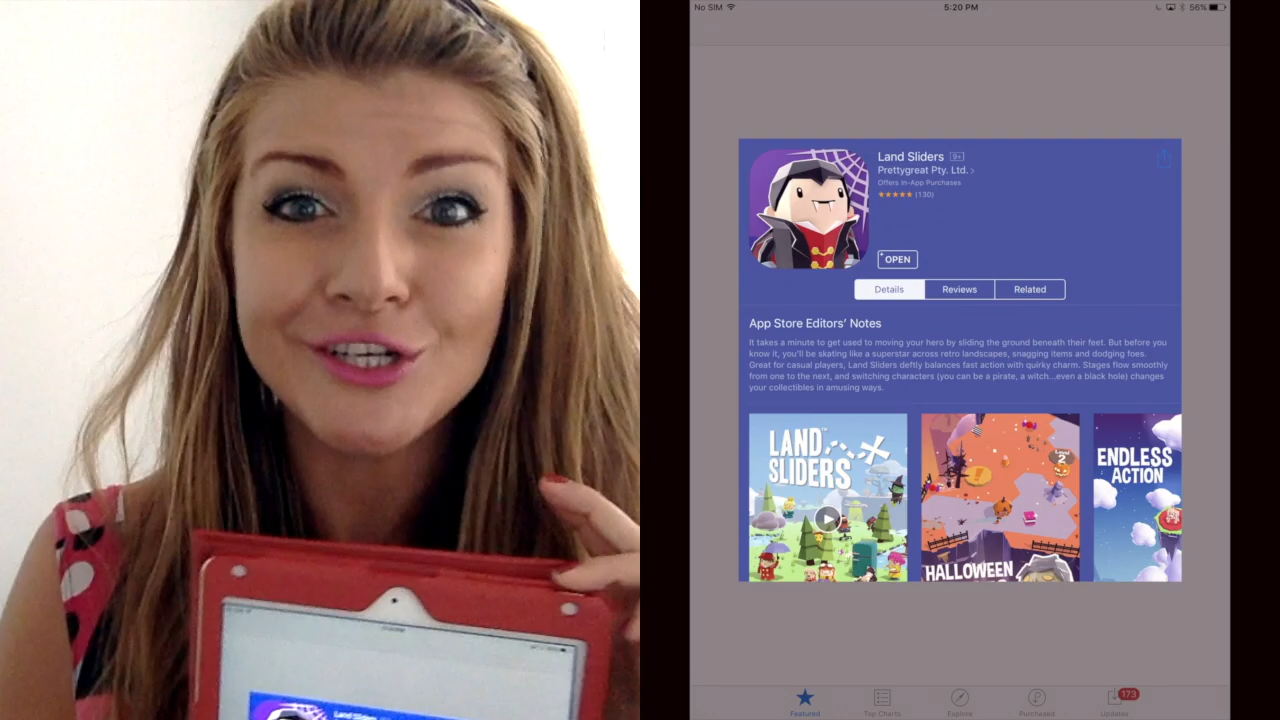 No SIM
5:20 PM
56%
Land Sliders 9+
Prettygreat Pty. Ltd. >
Offers In-App Purchases
★★★★★ (130)
+ OPEN
Details
Reviews
Related
App Store Editors' Notes
It takes a minute to get used to moving your hero by sliding the ground beneath their feet. But before you
know it, you'll be skating like a superstar across retro landscapes, snagging items and dodging foes.
Great for casual players, Land Sliders deftly balances fast action with quirky charm. Stages flow smoothly
from one to the next, and switching characters (you can be a pirate, a witch...even a black hole) changes
your collectibles in amusing ways.
LAND
SLIDERS™
Level
2
HALLOWEEN
ENDLESS
ACTION
Featured
Top Charts
Explore
Purchased
Updates
173
Land Sliders